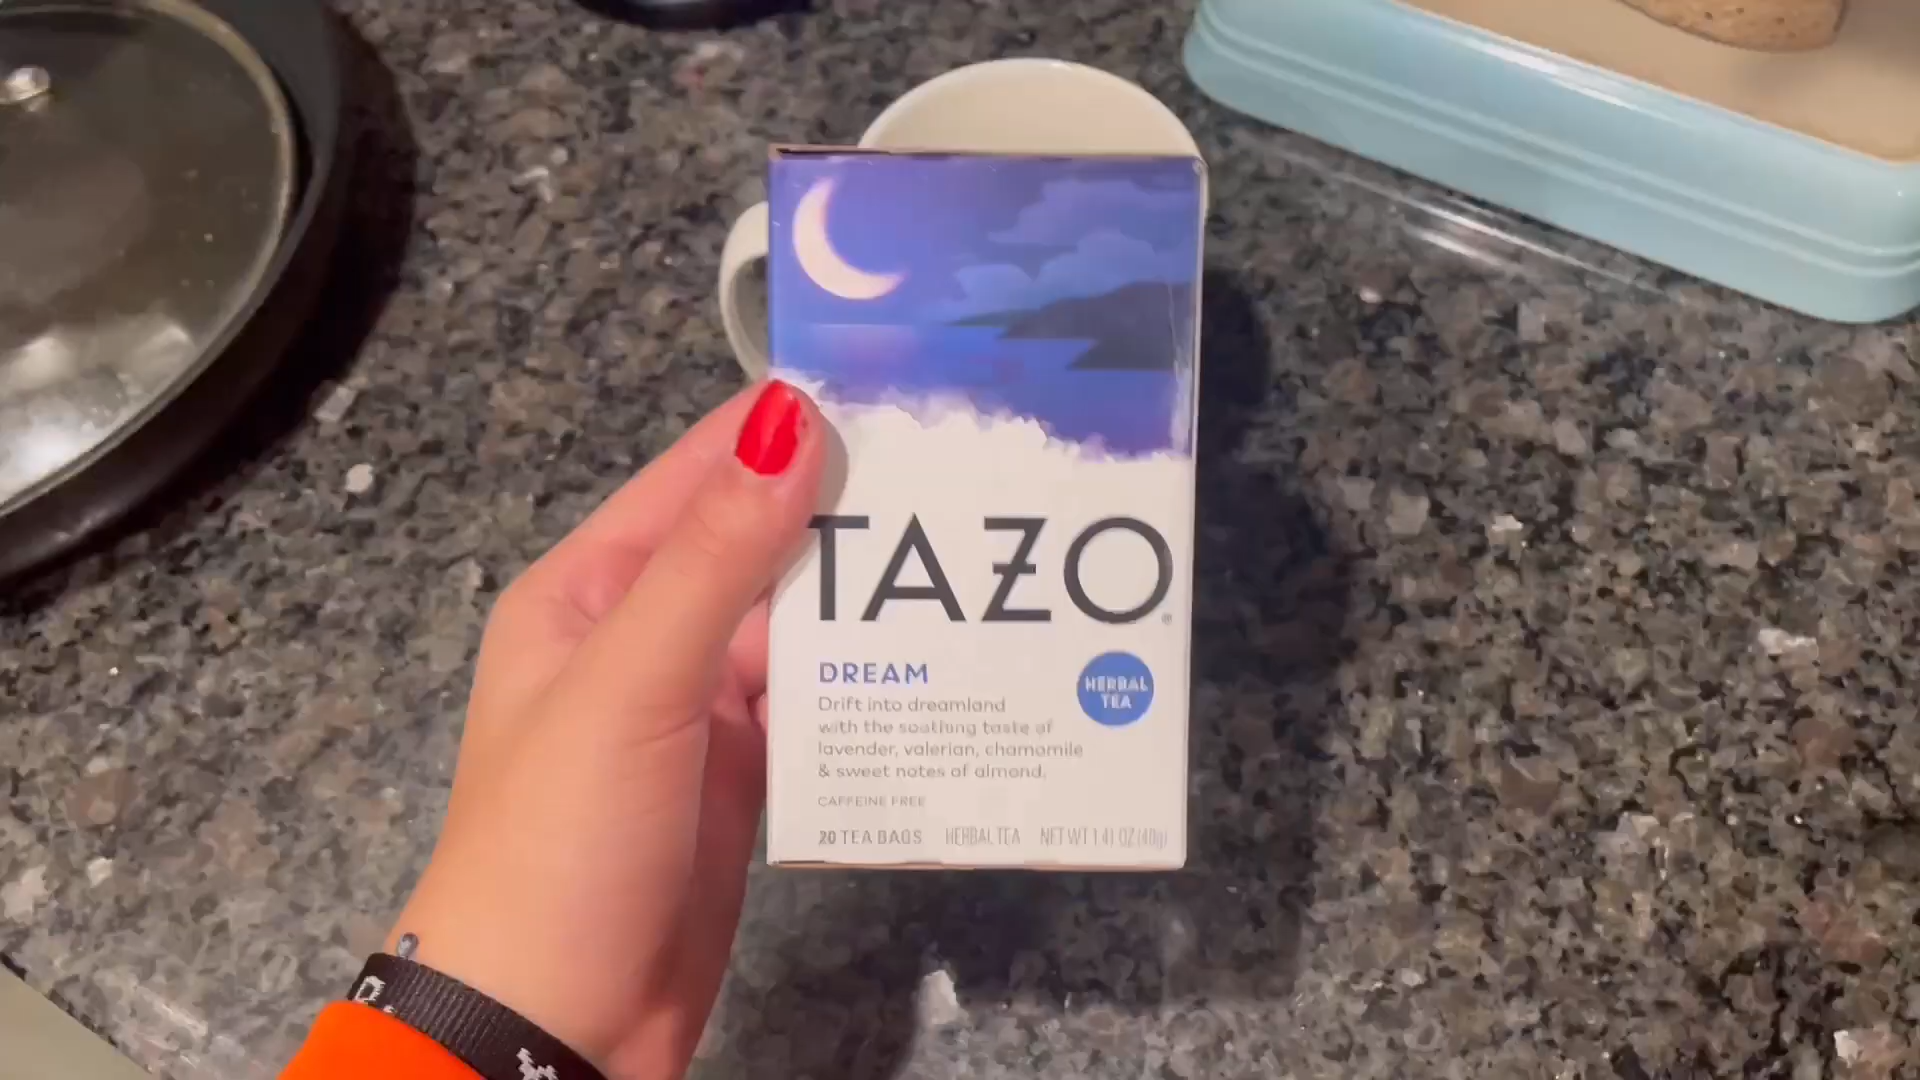 TAZO®
DREAM
HERBAL
TEA
Drift into dreamland
with the soothing taste of
lavender, valerian, chamomile
& sweet notes of almond.
CAFFEINE FREE
20 TEA BAGS HERBAL TEA NET WT 1.41 OZ (40g)